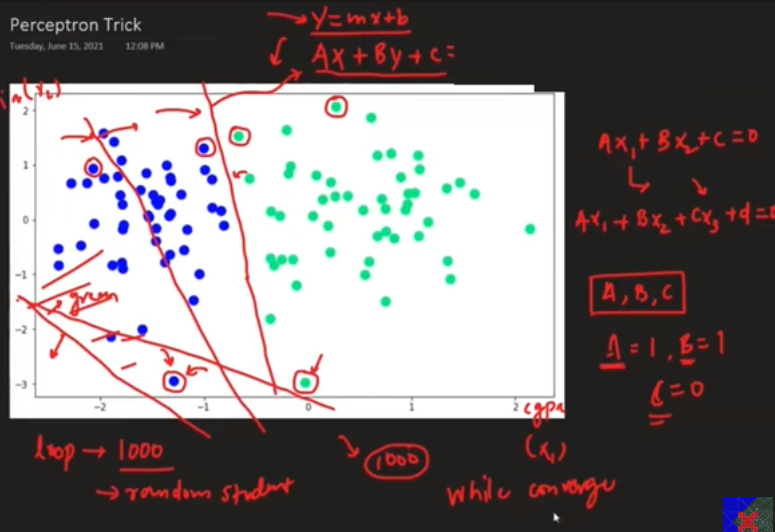 Perceptron Trick
Tuesday, June 15, 2021 12:08 PM
Y=mx+b
AX+By+c=
(x₂)
2
1
0
−1
−2
−3
−2 −1 0 1 2
green
cgpa
(x₁)
Ax₁+Bx₂+C=0
Ax₁+Bx₂+Cx₃+d=0
A, B, C
A=1, B=1
C=0
loop → 1000
→ random student
1000
while converge